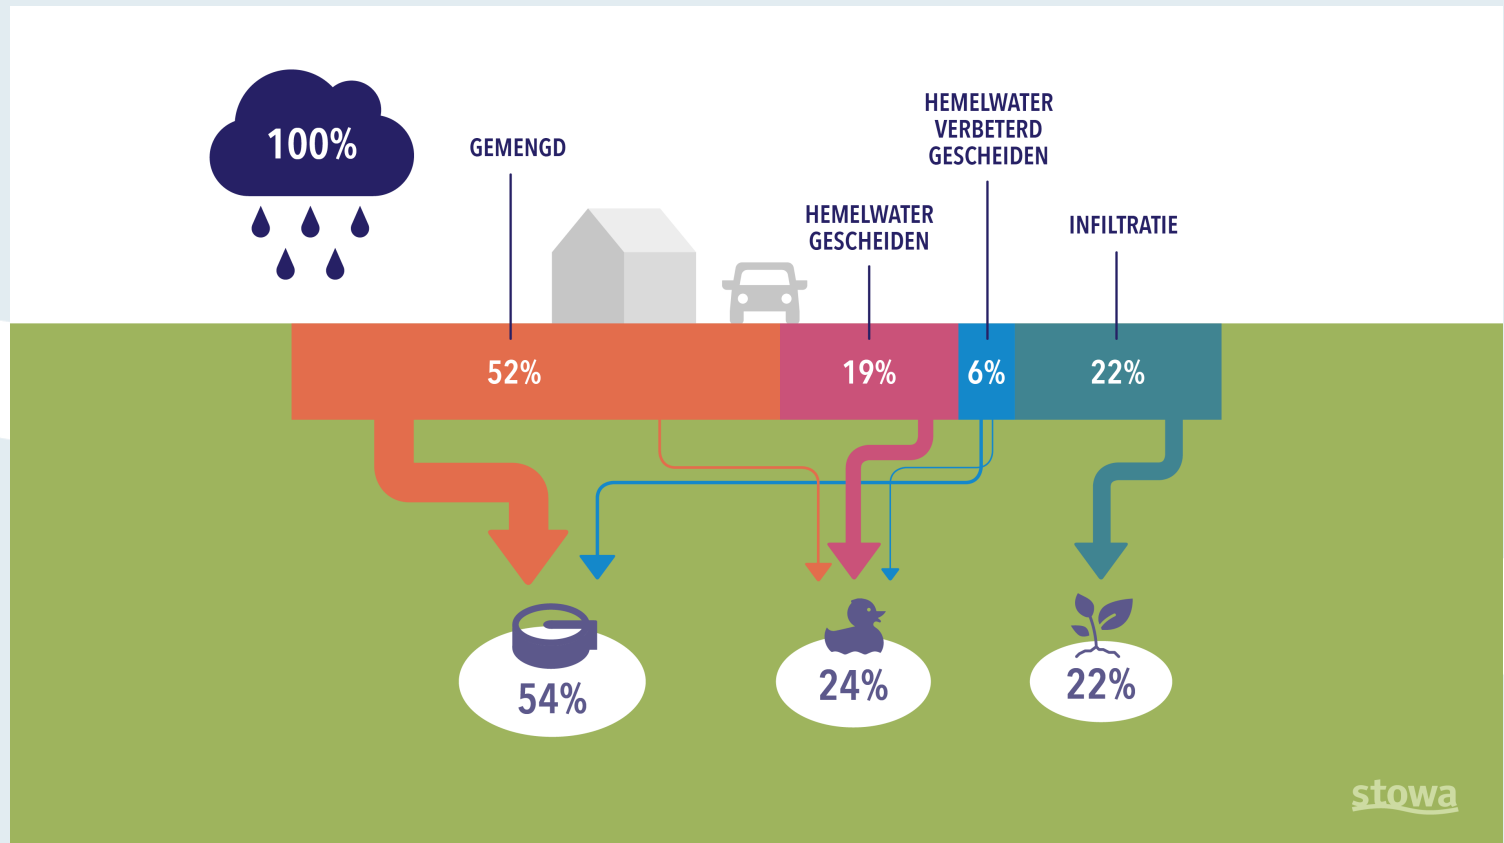 100%
GEMENGD
HEMELWATER
GESCHEIDEN
HEMELWATER
VERBETERD
GESCHEIDEN
INFILTRATIE
52%
19%
6%
22%
54%
24%
22%
stowa